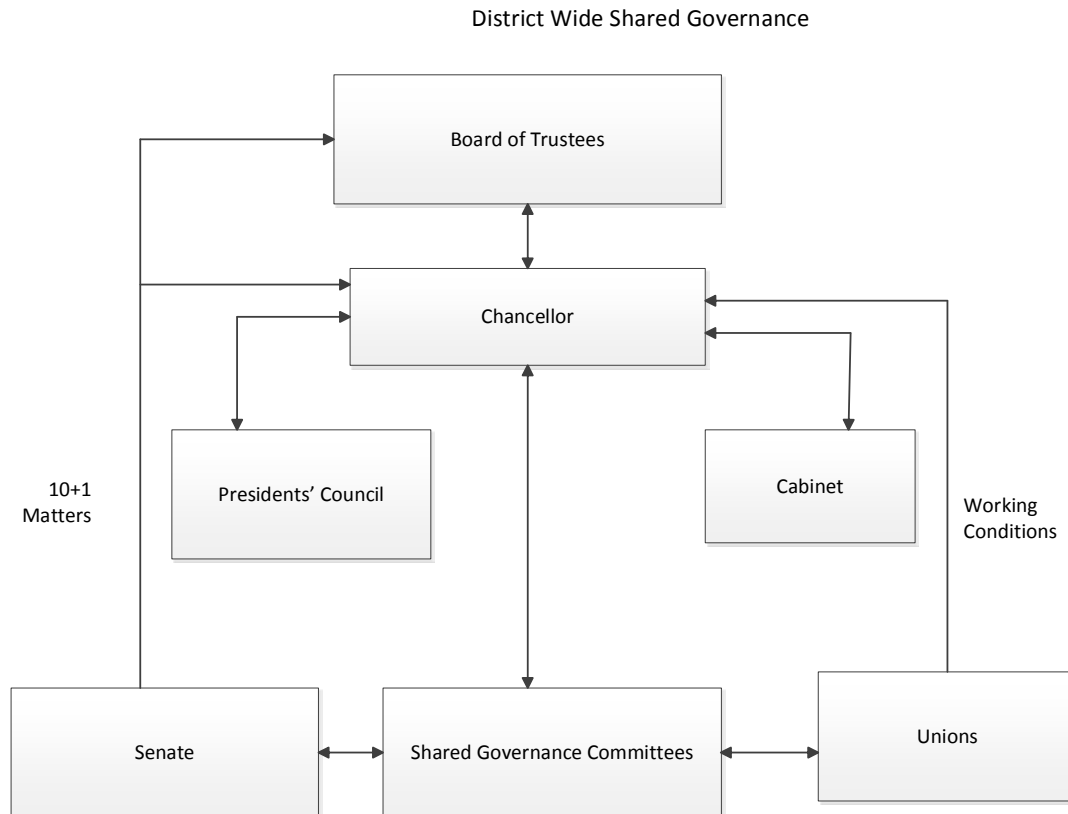 District Wide Shared Governance
Board of Trustees
Chancellor
Presidents’ Council
Cabinet
10+1
Matters
Working
Conditions
Senate
Shared Governance Committees
Unions